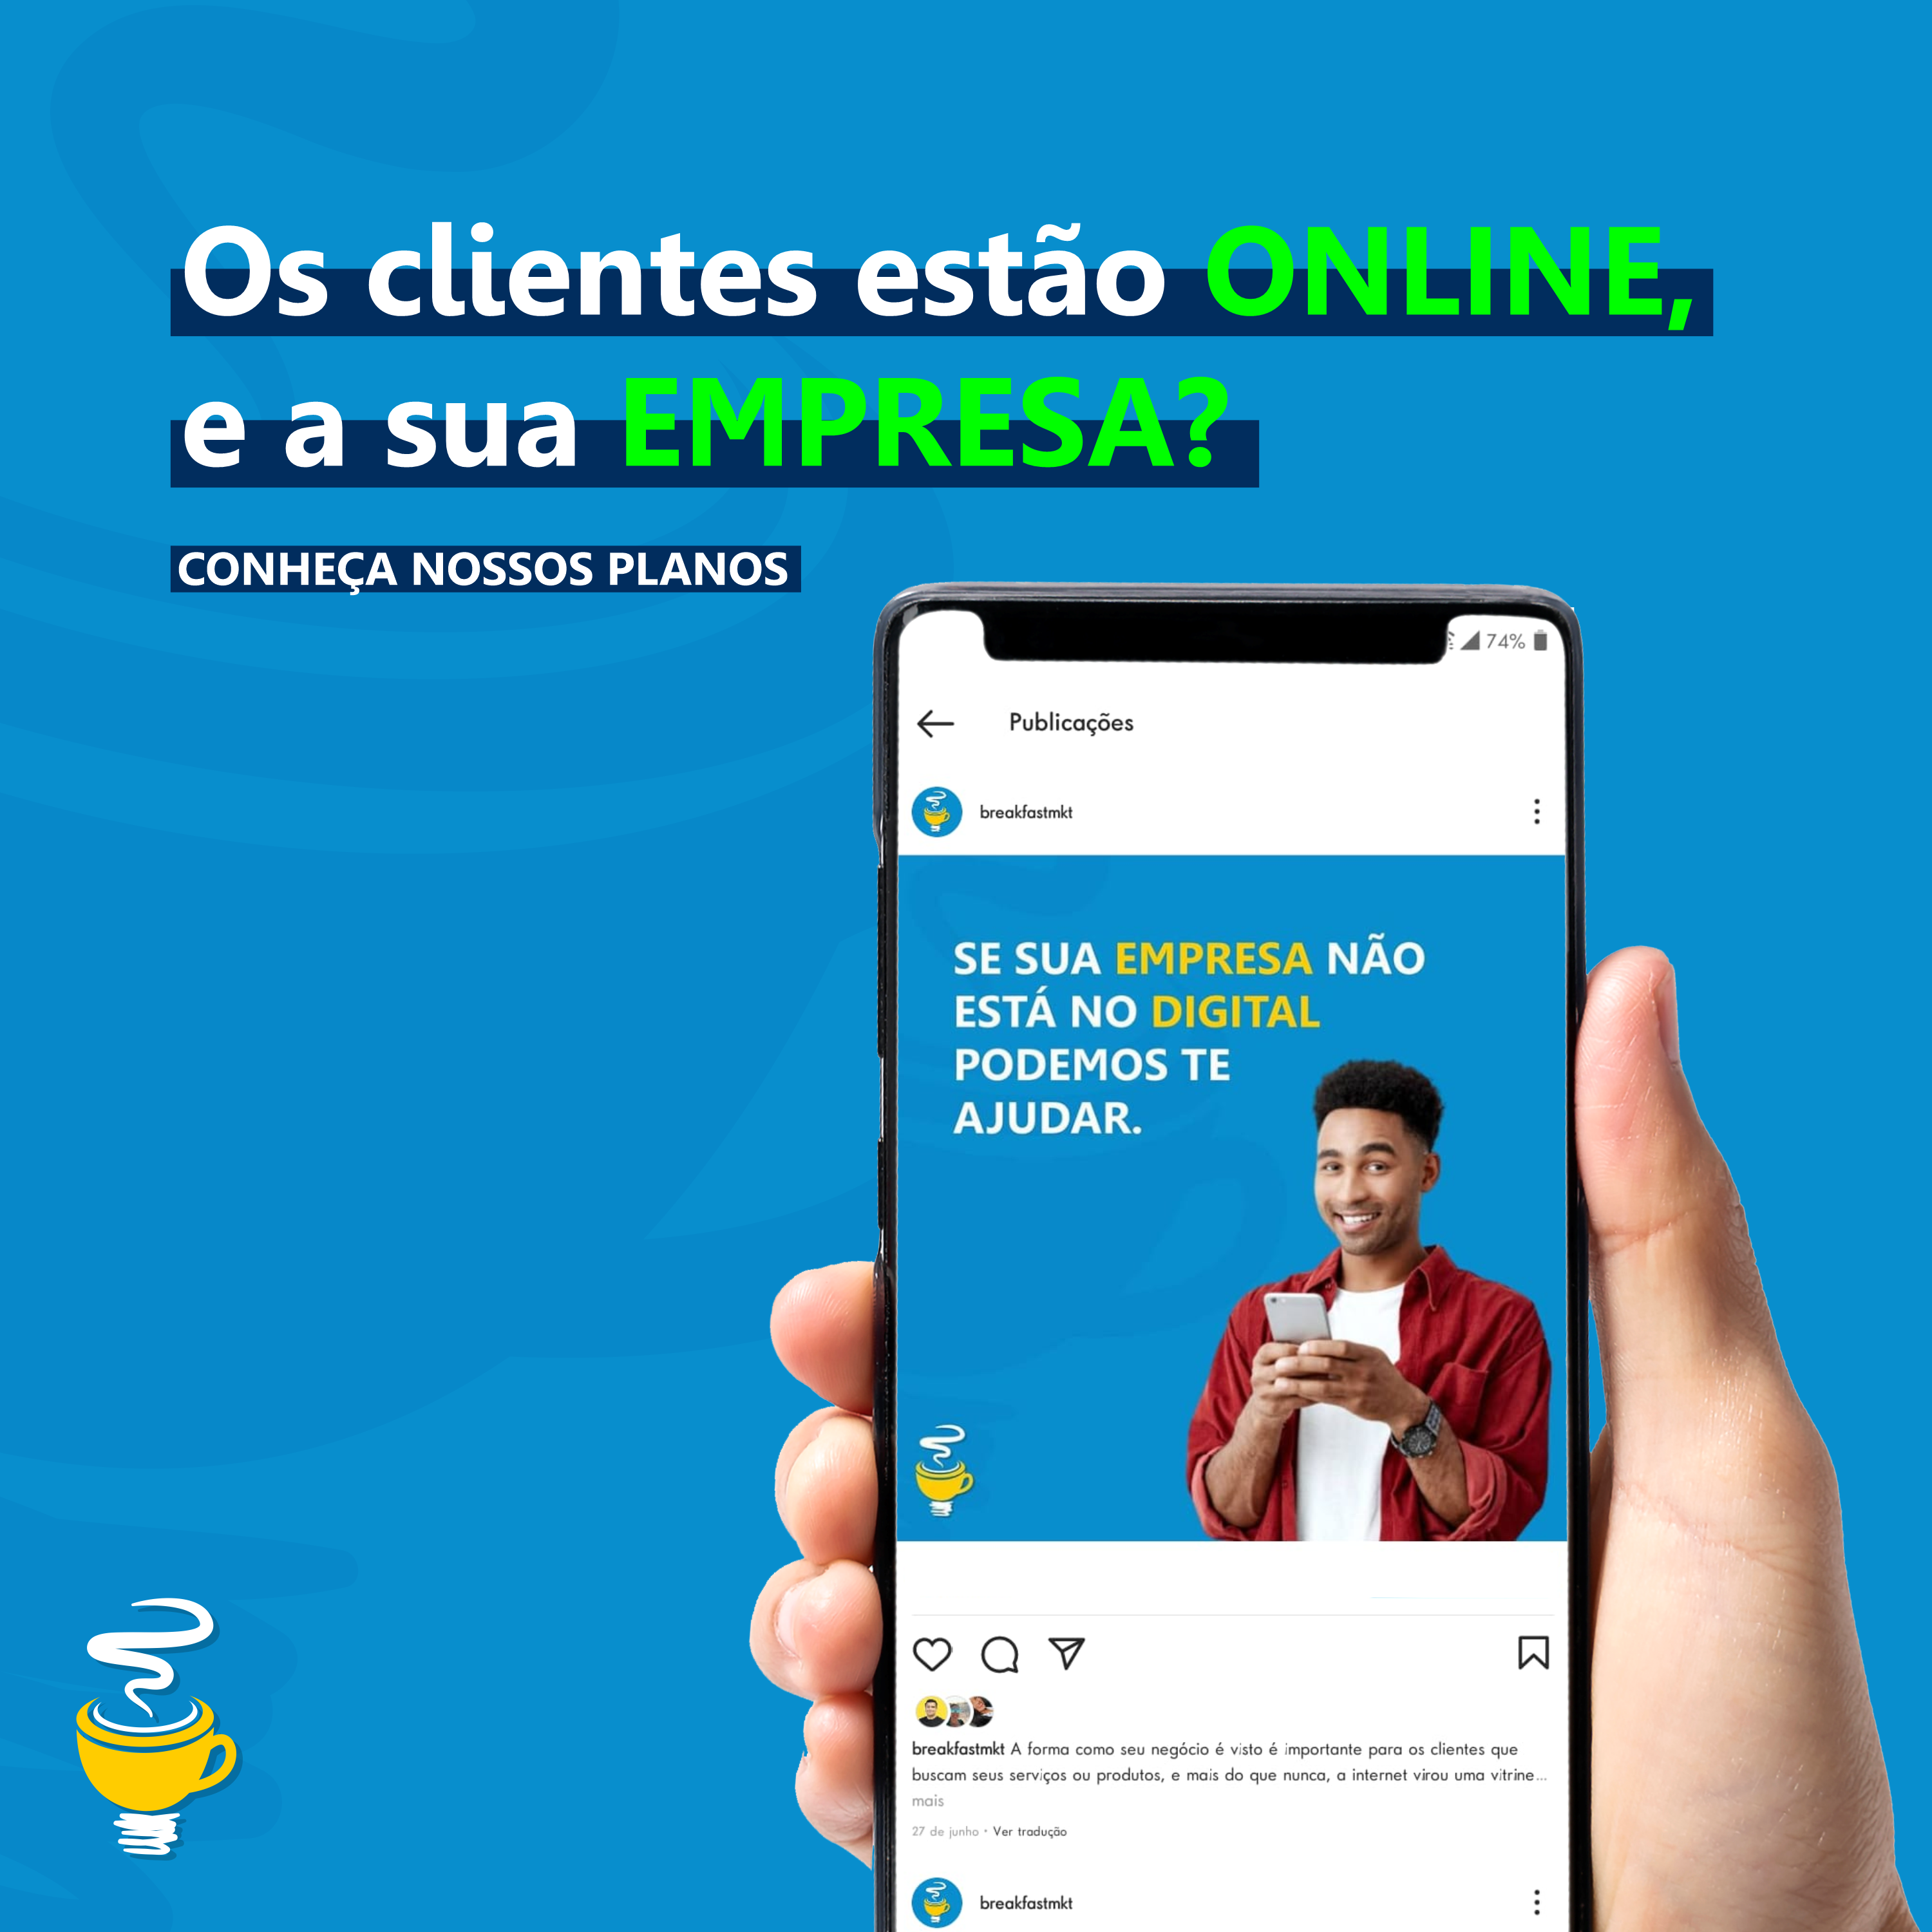 Os clientes estão ONLINE,
e a sua EMPRESA?
CONHEÇA NOSSOS PLANOS
74%
Publicações
breakfastmkt
SE SUA EMPRESA NÃO
ESTÁ NO DIGITAL
PODEMOS TE
AJUDAR.
breakfastmkt A forma como seu negócio é visto é importante para os clientes que
buscam seus serviços ou produtos, e mais do que nunca, a internet virou uma vitrine...
mais
27 de junho • Ver tradução
breakfastmkt